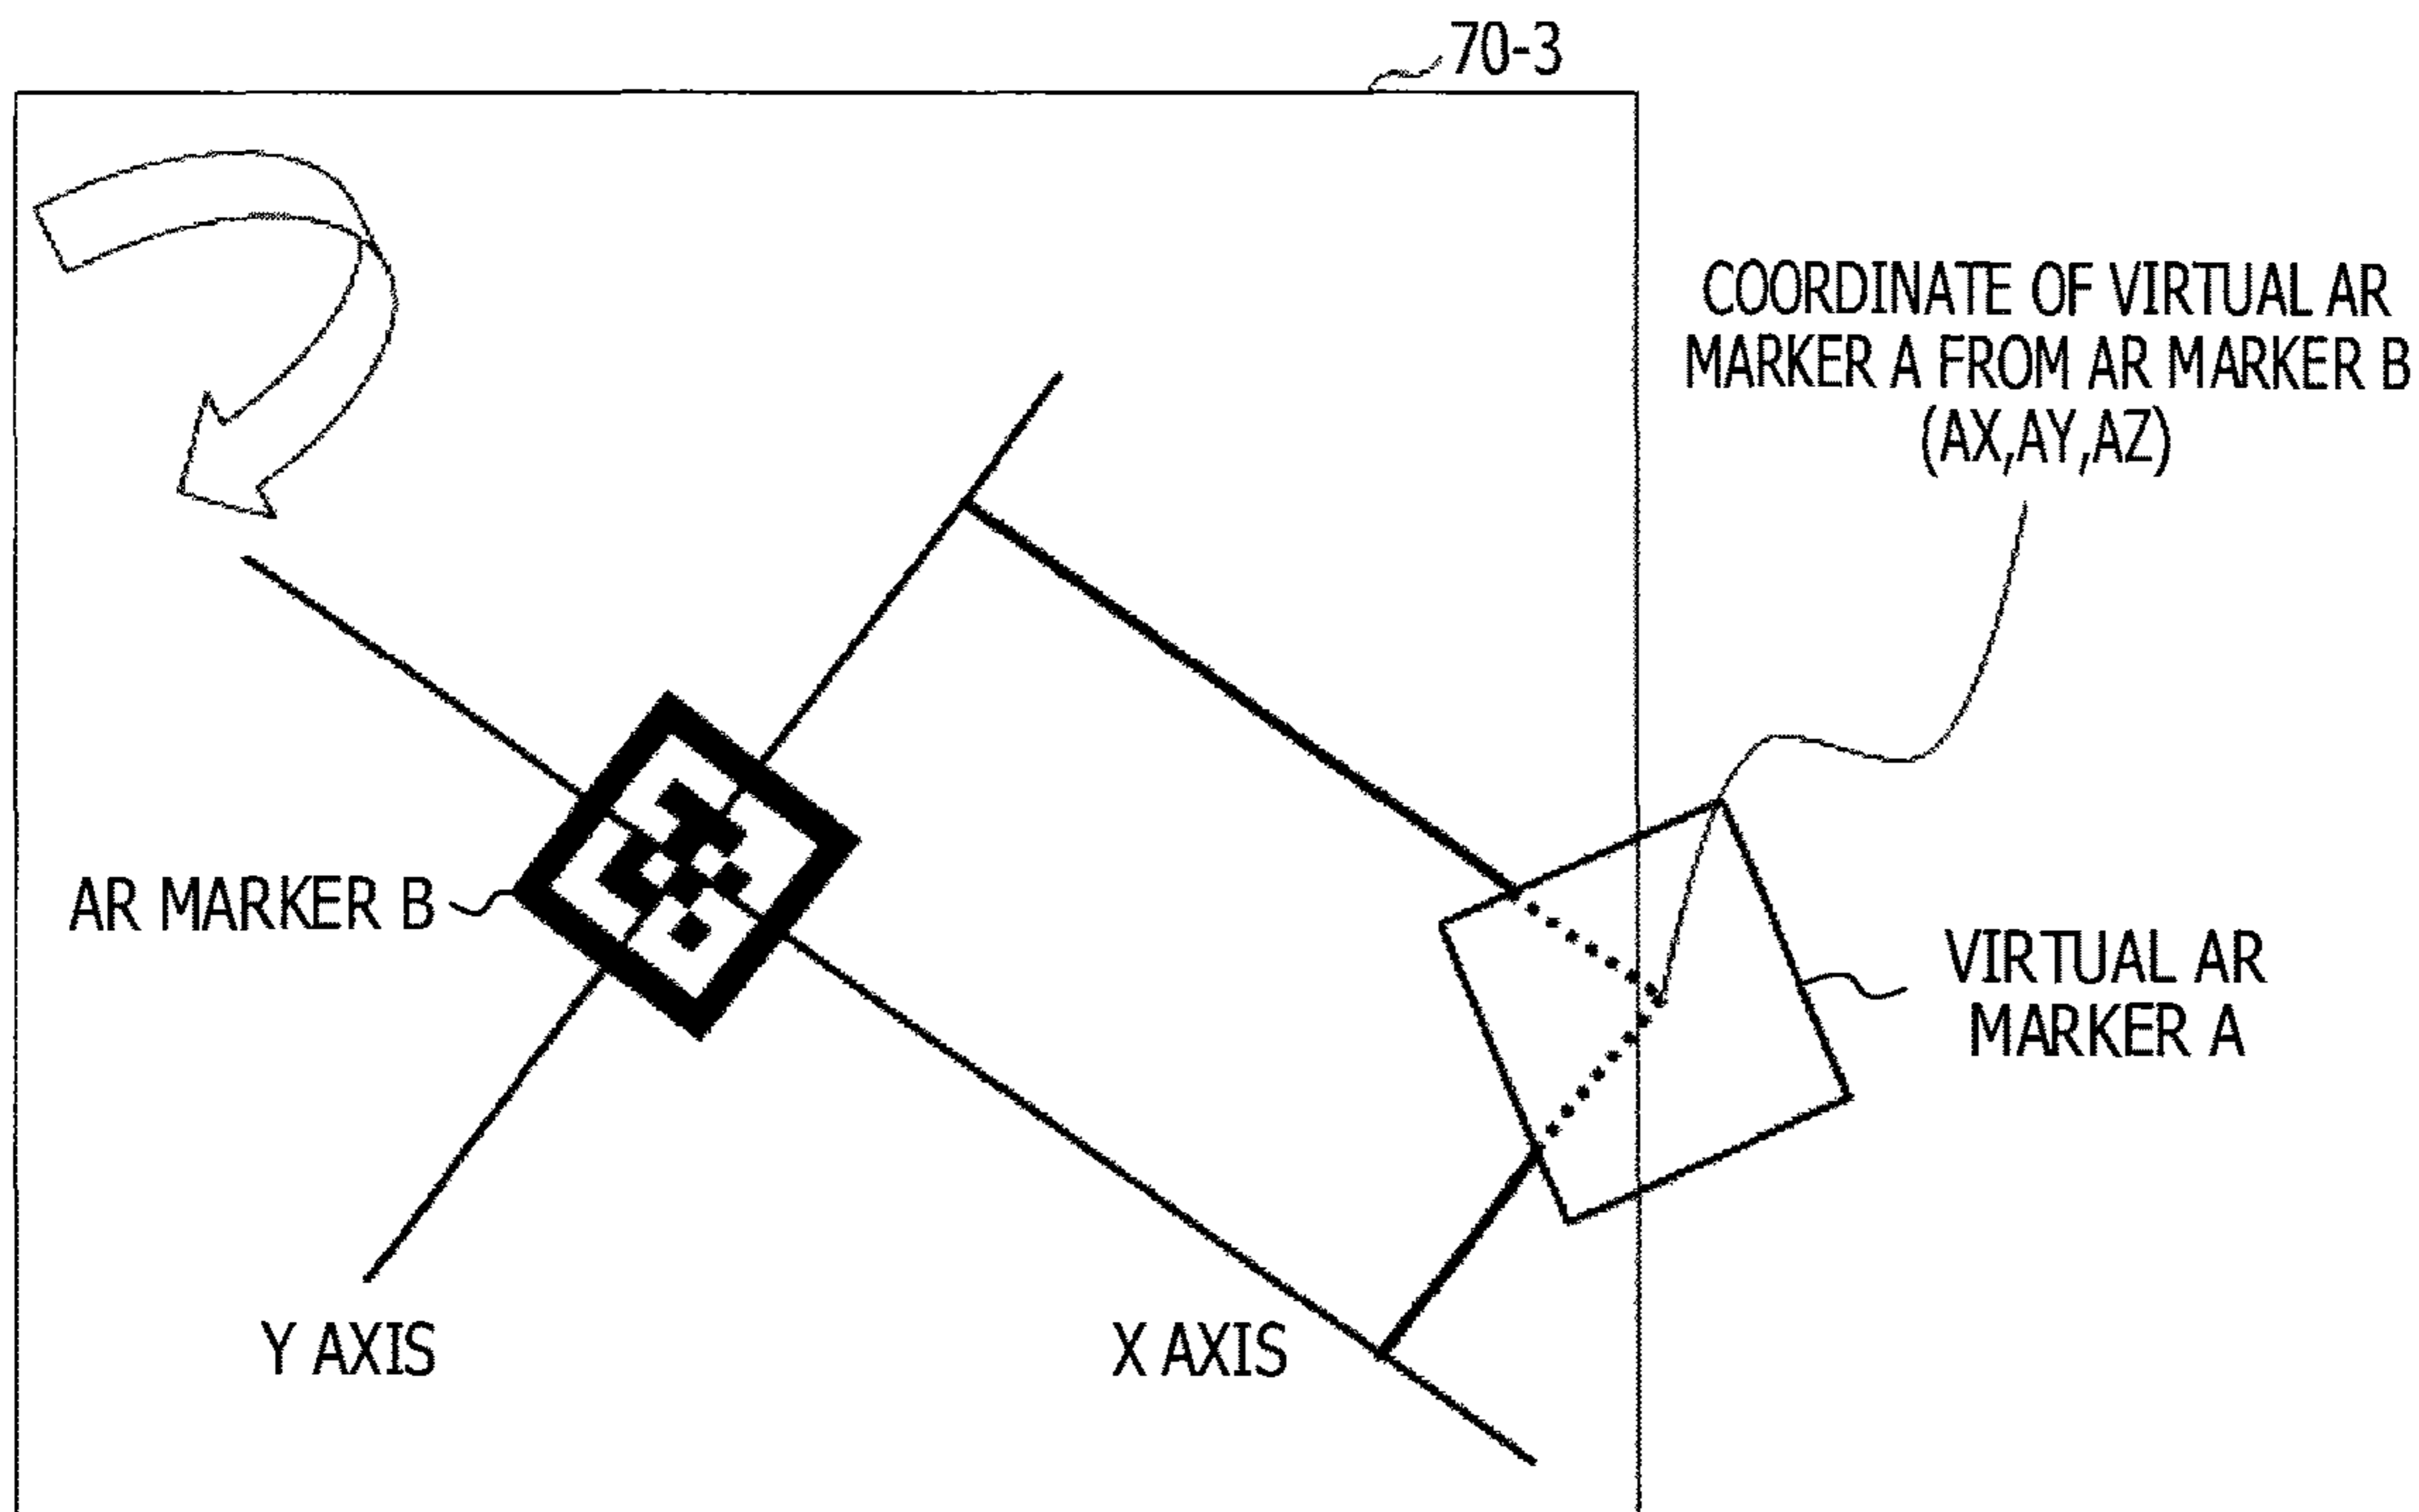 70-3
COORDINATE OF VIRTUAL AR
MARKER A FROM AR MARKER B
(AX,AY,AZ)
AR MARKER B
VIRTUAL AR
MARKER A
Y AXIS
X AXIS